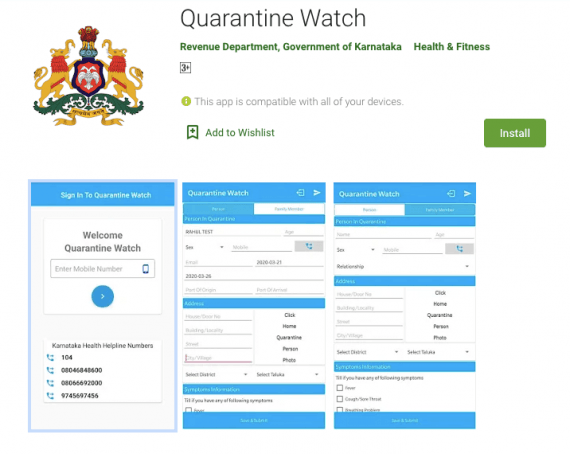 Quarantine Watch
Revenue Department, Government of Karnataka Health & Fitness
3+
This app is compatible with all of your devices.
Add to Wishlist
Install
Sign In To Quarantine Watch
Welcome
Quarantine Watch
Enter Mobile Number
Karnataka Health Helpline Numbers
104
08046848600
08066692000
9745697456
Quarantine Watch
Person Family Member
Person In Quarantine
RAHUL TEST Age
Sex Mobile
Email 2020-03-21
2020-03-26
Port Of Origin Port Of Arrival
Address
House/Door No
Building/Locality
Street
City/Village
Click
Home
Quarantine
Person
Photo
Select District Select Taluka
Symptoms Information
Till if you have any of following symptoms
Fever
Save & Submit
Quarantine Watch
Person Family Member
Person In Quarantine
Name Age
Sex Mobile
Relationship
Address
House/Door No
Building/Locality
Street
City/Village
Click
Home
Quarantine
Person
Photo
Select District Select Taluka
Symptoms Information
Till if you have any of following symptoms
Fever
Cough/Sore Throat
Breathing Problem
Save & Submit